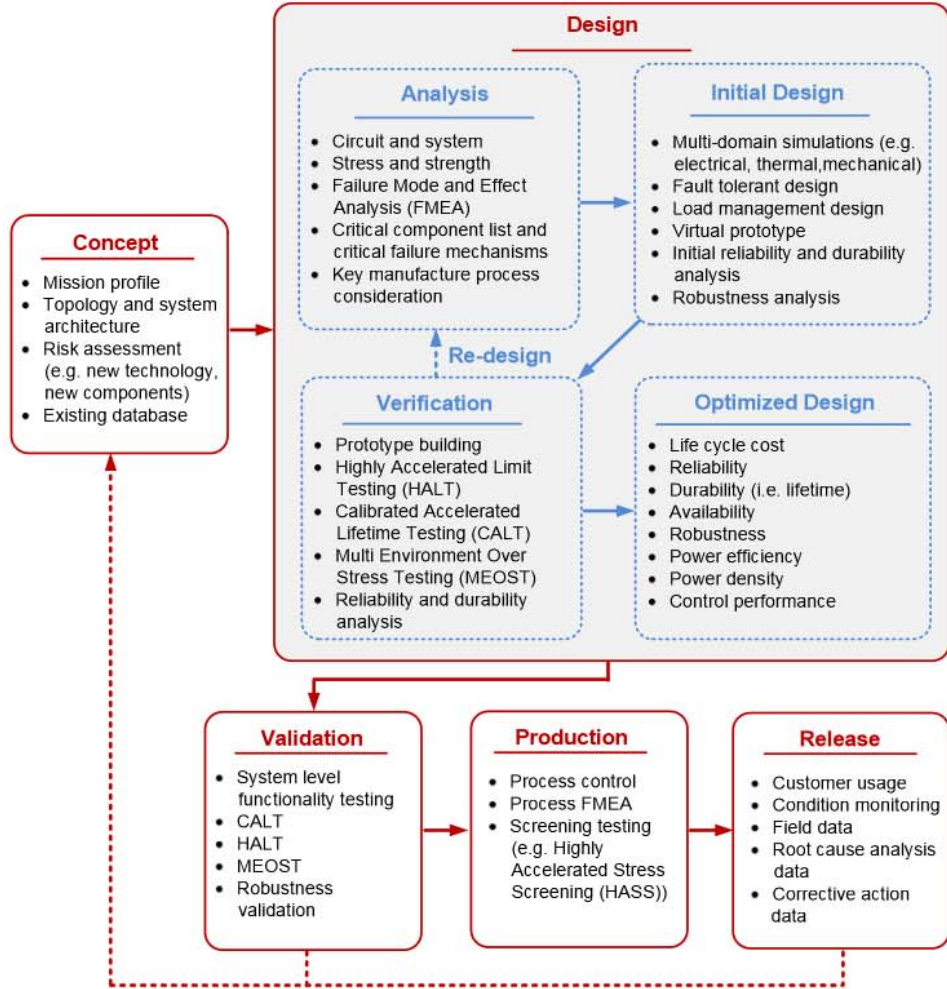 Design
Analysis
• Circuit and system
• Stress and strength
• Failure Mode and Effect
Analysis (FMEA)
• Critical component list and
critical failure mechanisms
• Key manufacture process
consideration
Initial Design
• Multi-domain simulations (e.g.
electrical, thermal,mechanical)
• Fault tolerant design
• Load management design
• Virtual prototype
• Initial reliability and durability
analysis
• Robustness analysis
Concept
• Mission profile
• Topology and system
architecture
• Risk assessment
(e.g. new technology,
new components)
• Existing database
Re-design
Verification
• Prototype building
• Highly Accelerated Limit
Testing (HALT)
• Calibrated Accelerated
Lifetime Testing (CALT)
• Multi Environment Over
Stress Testing (MEOST)
• Reliability and durability
analysis
Optimized Design
• Life cycle cost
• Reliability
• Durability (i.e. lifetime)
• Availability
• Robustness
• Power efficiency
• Power density
• Control performance
Validation
• System level
functionality testing
• CALT
• HALT
• MEOST
• Robustness
validation
Production
• Process control
• Process FMEA
• Screening testing
(e.g. Highly
Accelerated Stress
Screening (HASS))
Release
• Customer usage
• Condition monitoring
• Field data
• Root cause analysis
data
• Corrective action
data